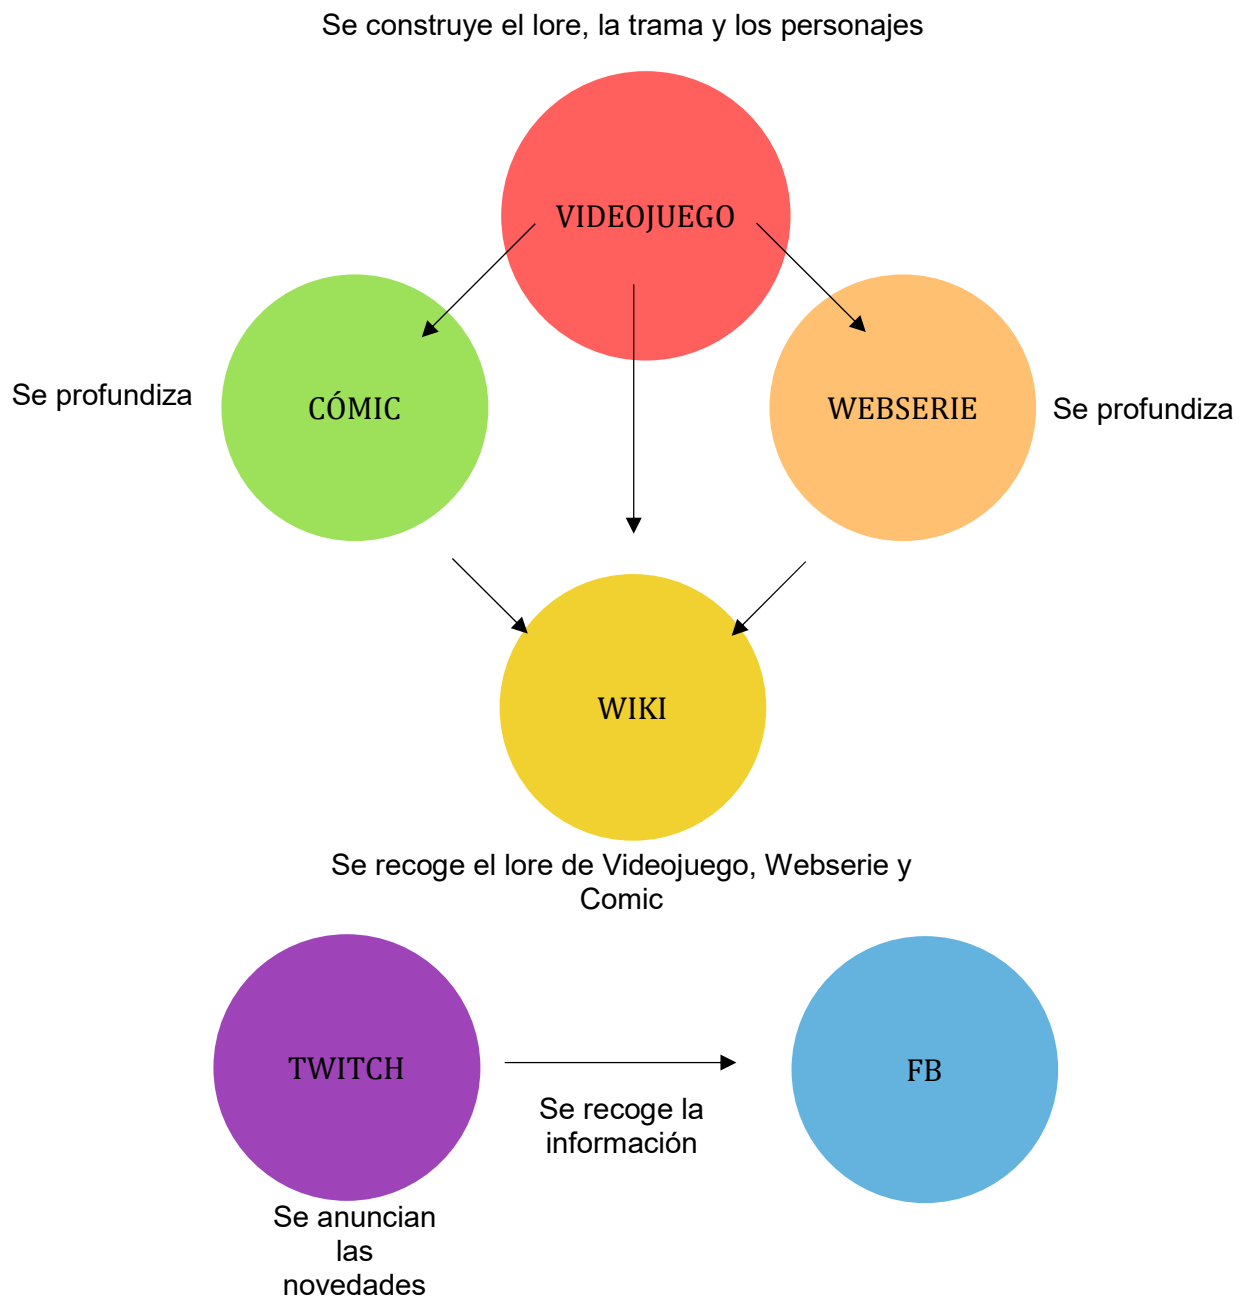 Se construye el lore, la trama y los personajes
VIDEOJUEGO
Se profundiza
CÓMIC
WEBSERIE
Se profundiza
WIKI
Se recoge el lore de Videojuego, Webserie y
Comic
TWITCH
Se recoge la
información
FB
Se anuncian
las
novedades